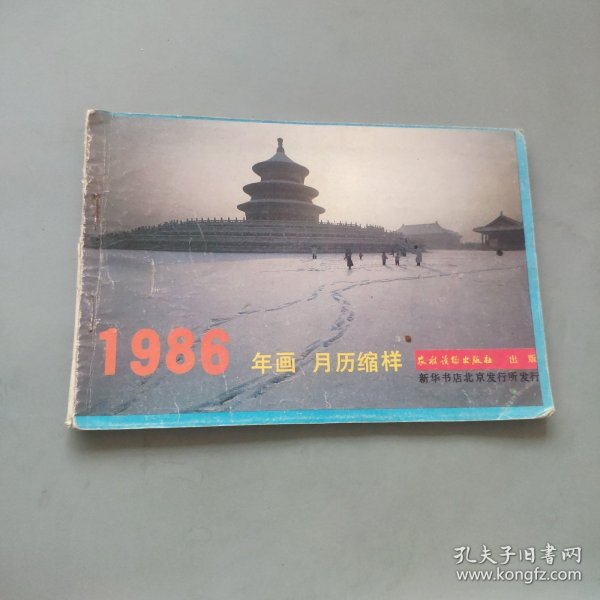 1986 年画 月历缩样
农村读物出版社 出版
新华书店北京发行所发行
孔夫子旧书网
www.kongfz.com